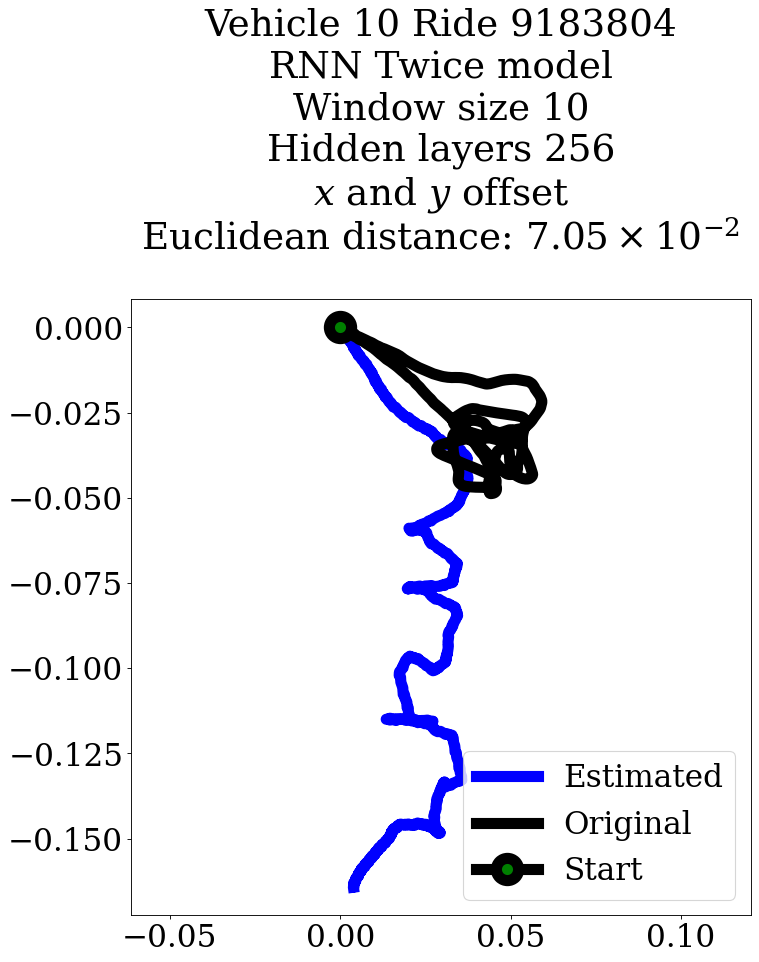 Vehicle 10 Ride 9183804
RNN Twice model
Window size 10
Hidden layers 256
x and y offset
Euclidean distance: 7.05 × 10⁻²
0.000
−0.025
−0.050
−0.075
−0.100
−0.125
−0.150
Estimated
Original
Start
−0.05 0.00 0.05 0.10